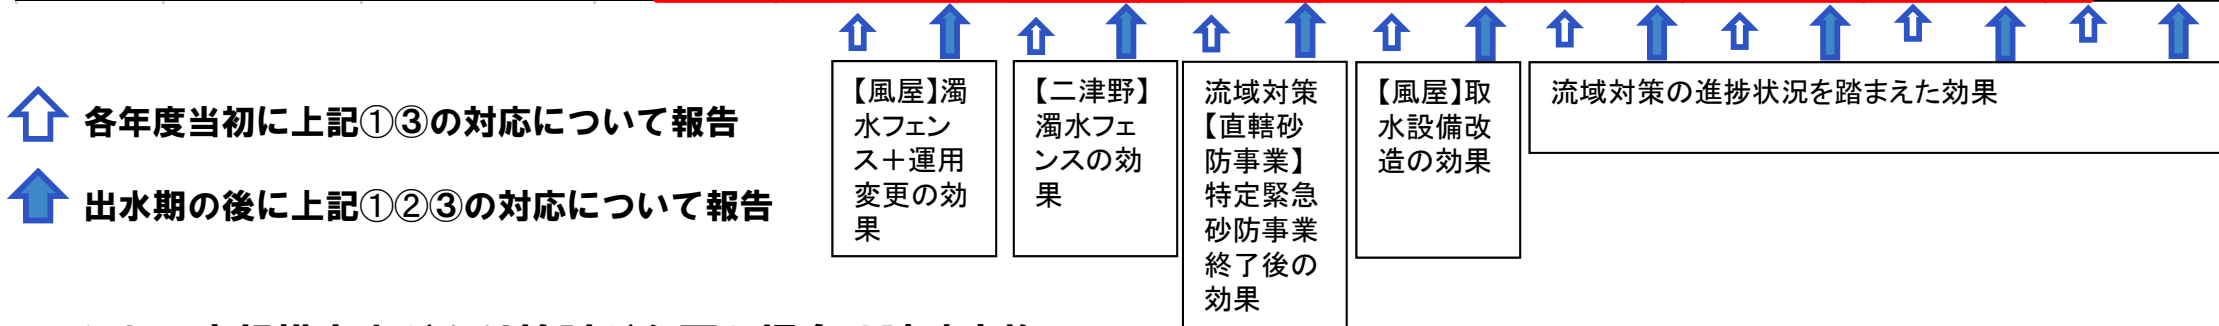 各年度当初に上記①③の対応について報告
出水期の後に上記①②③の対応について報告
【風屋】濁
水フェン
ス＋運用
変更の効
果
【二津野】
濁水フェ
ンスの効
果
流域対策
【直轄砂
防事業】
特定緊急
砂防事業
終了後の
効果
【風屋】取
水設備改
造の効果
流域対策の進捗状況を踏まえた効果